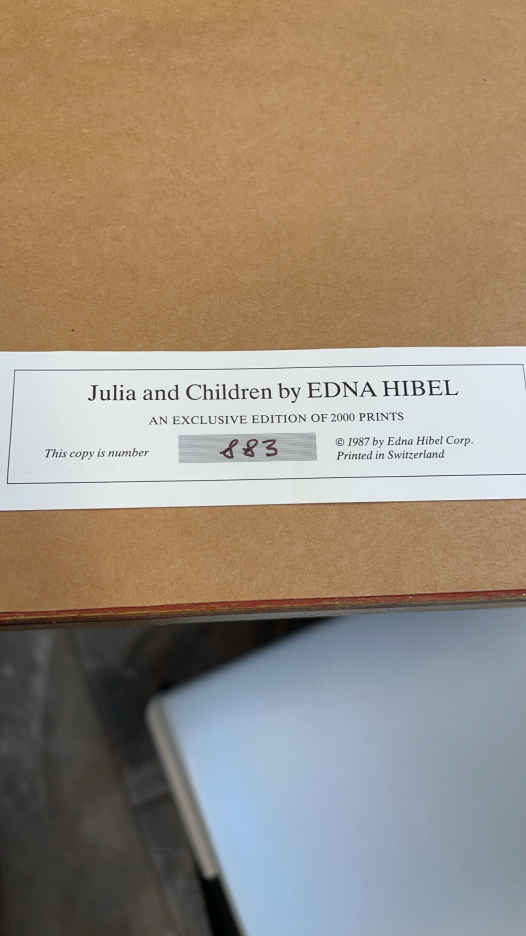 Julia and Children by EDNA HIBEL
AN EXCLUSIVE EDITION OF 2000 PRINTS
This copy is number 883
© 1987 by Edna Hibel Corp.
Printed in Switzerland